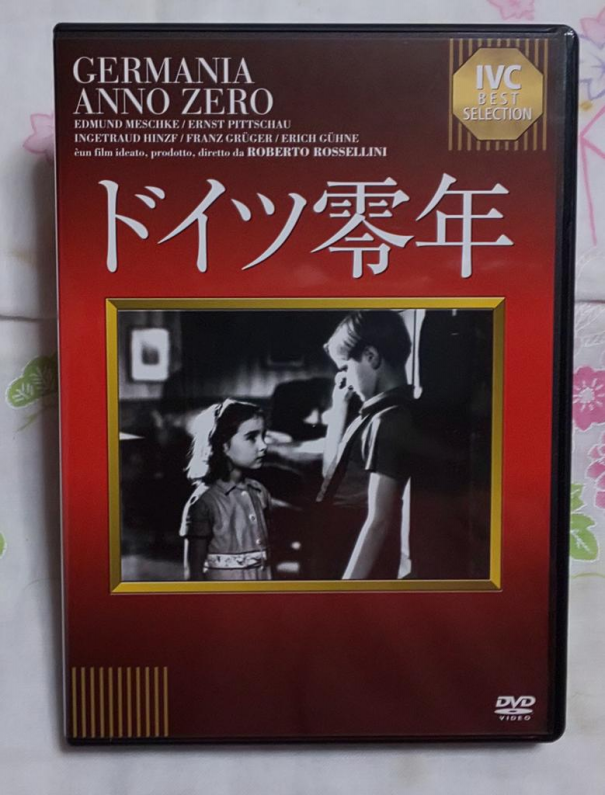 GERMANIA
ANNO ZERO
EDMUND MESCHKE / ERNST PITTSCHAU
INGETRAUD HINZF / FRANZ GRÜGER / ERICH GÜHNE
èun film ideato, prodotto, diretto da ROBERTO ROSSELLINI
IVC
BEST
SELECTION
ドイツ零年
DVD
VIDEO